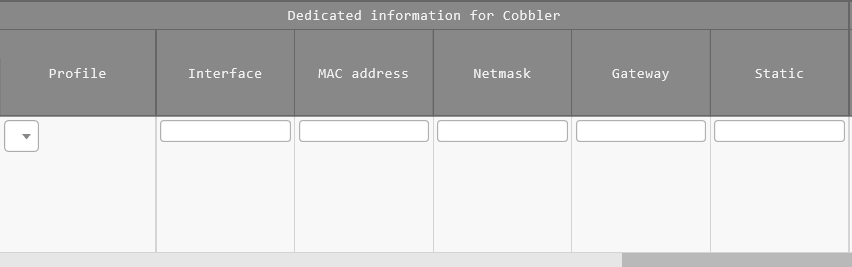 Dedicated information for Cobbler
Profile Interface MAC address Netmask Gateway Static